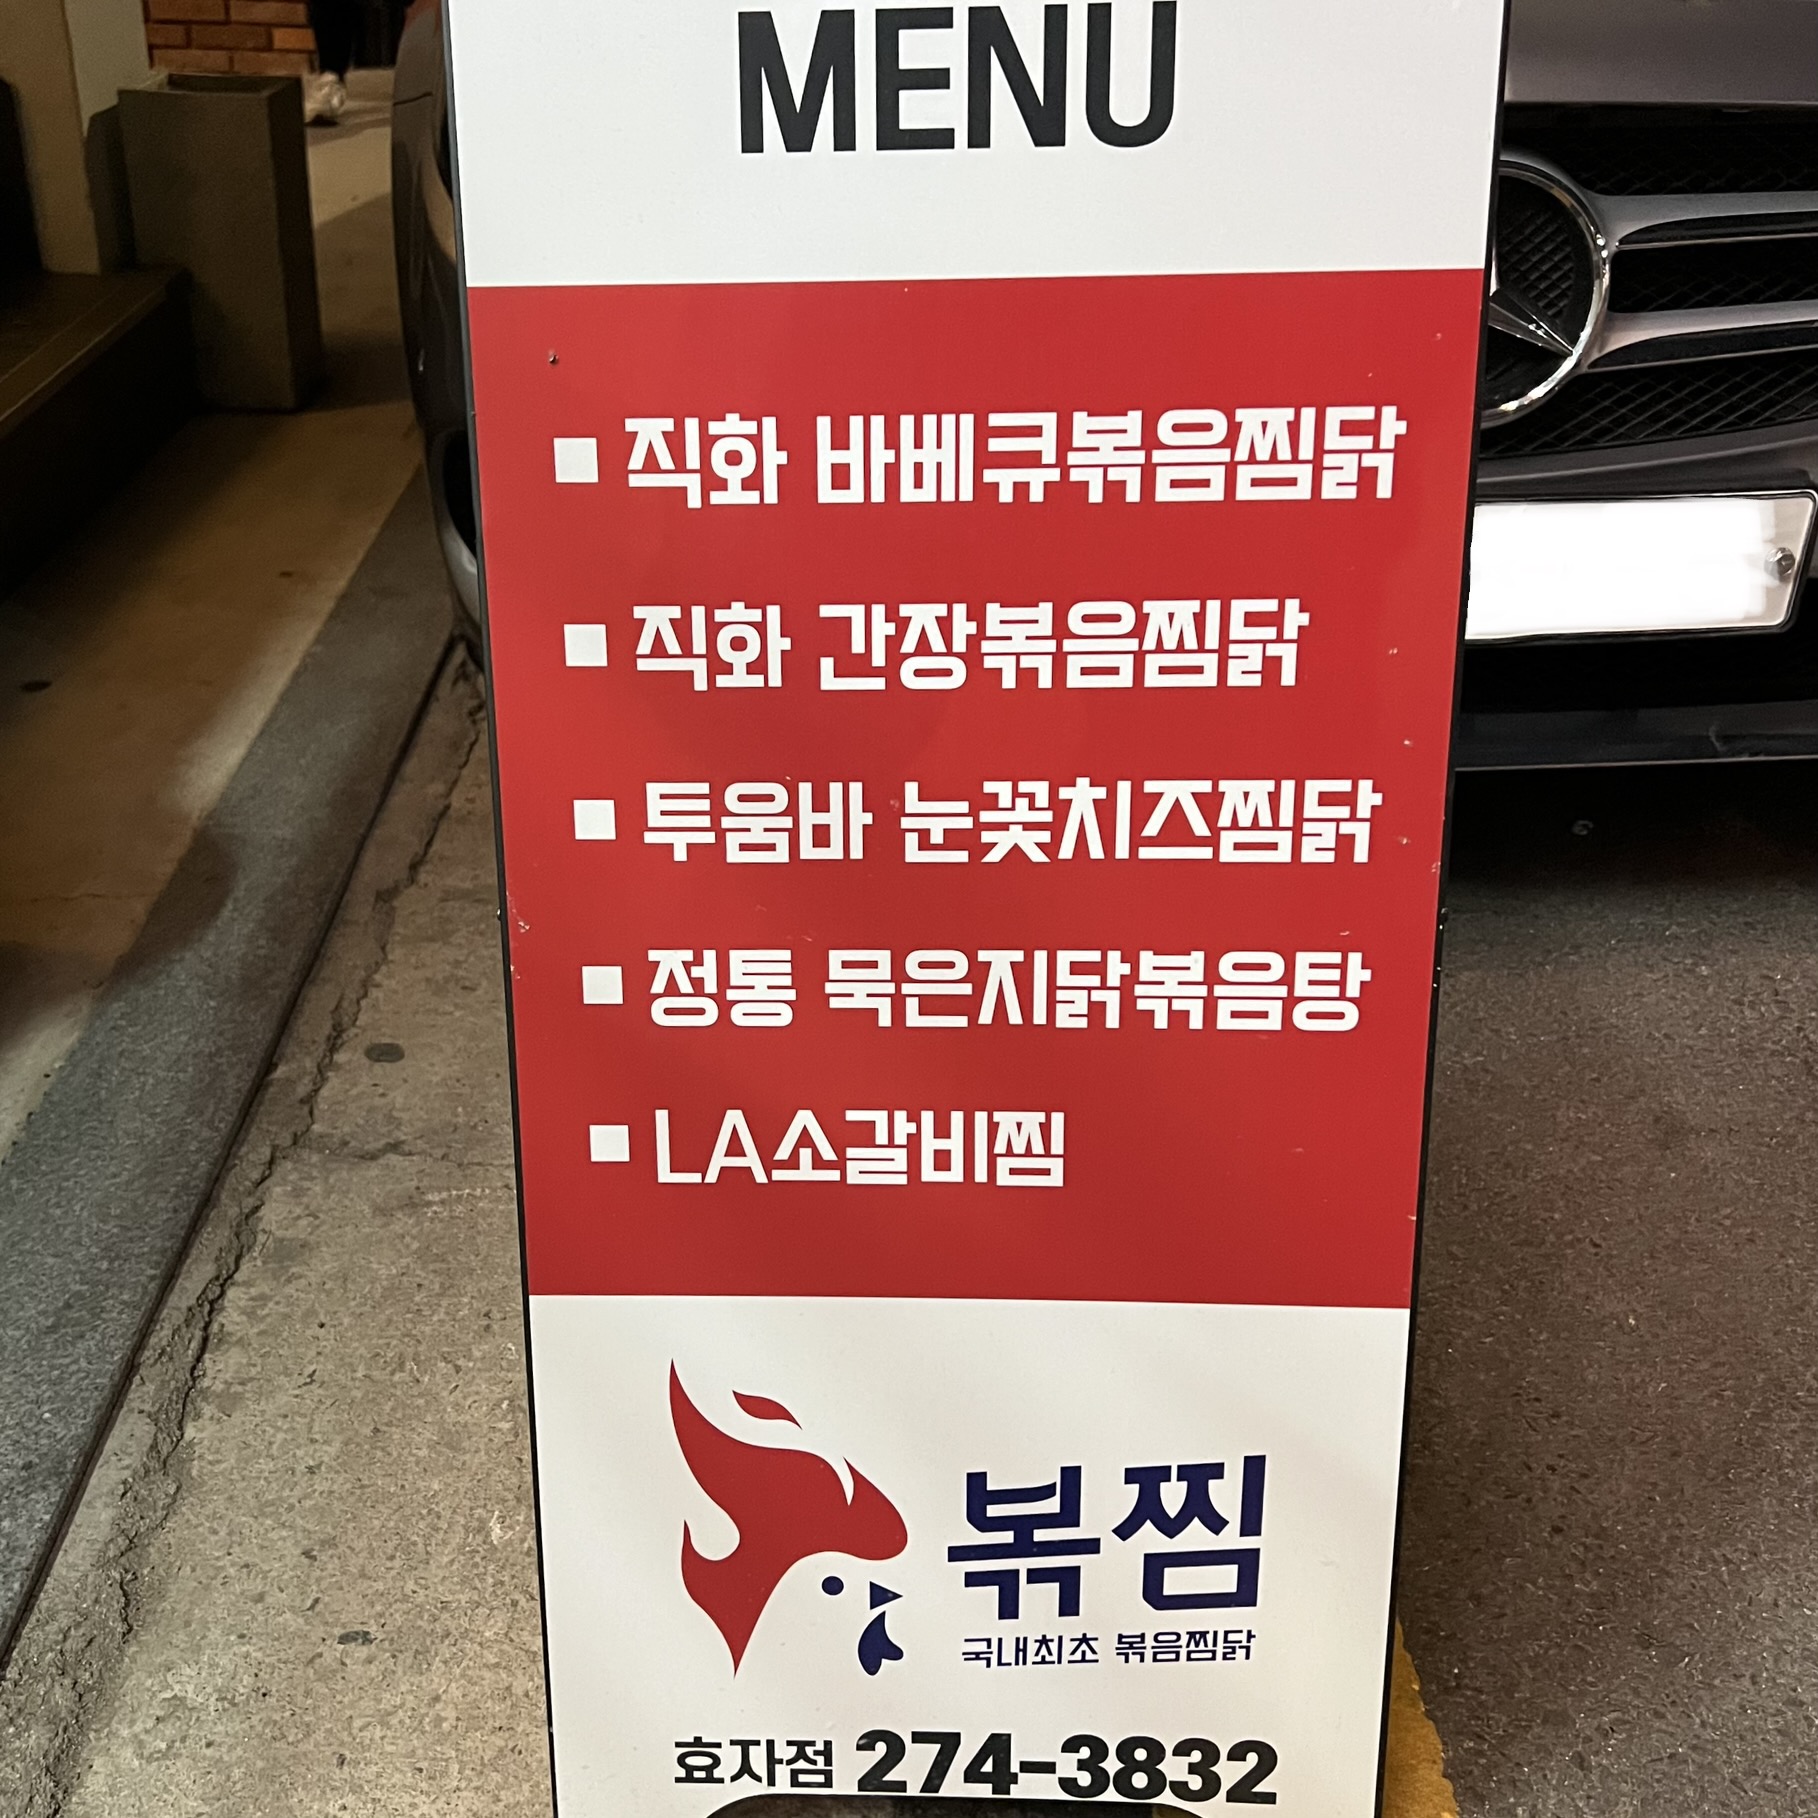 MENU
■ 직화 바베큐볶음찜닭
■ 직화 간장볶음찜닭
■ 투움바 눈꽃치즈찜닭
■ 정통 묵은지닭볶음탕
■ LA소갈비찜
볶찜
국내최초 볶음찜닭
효자점 274-3832